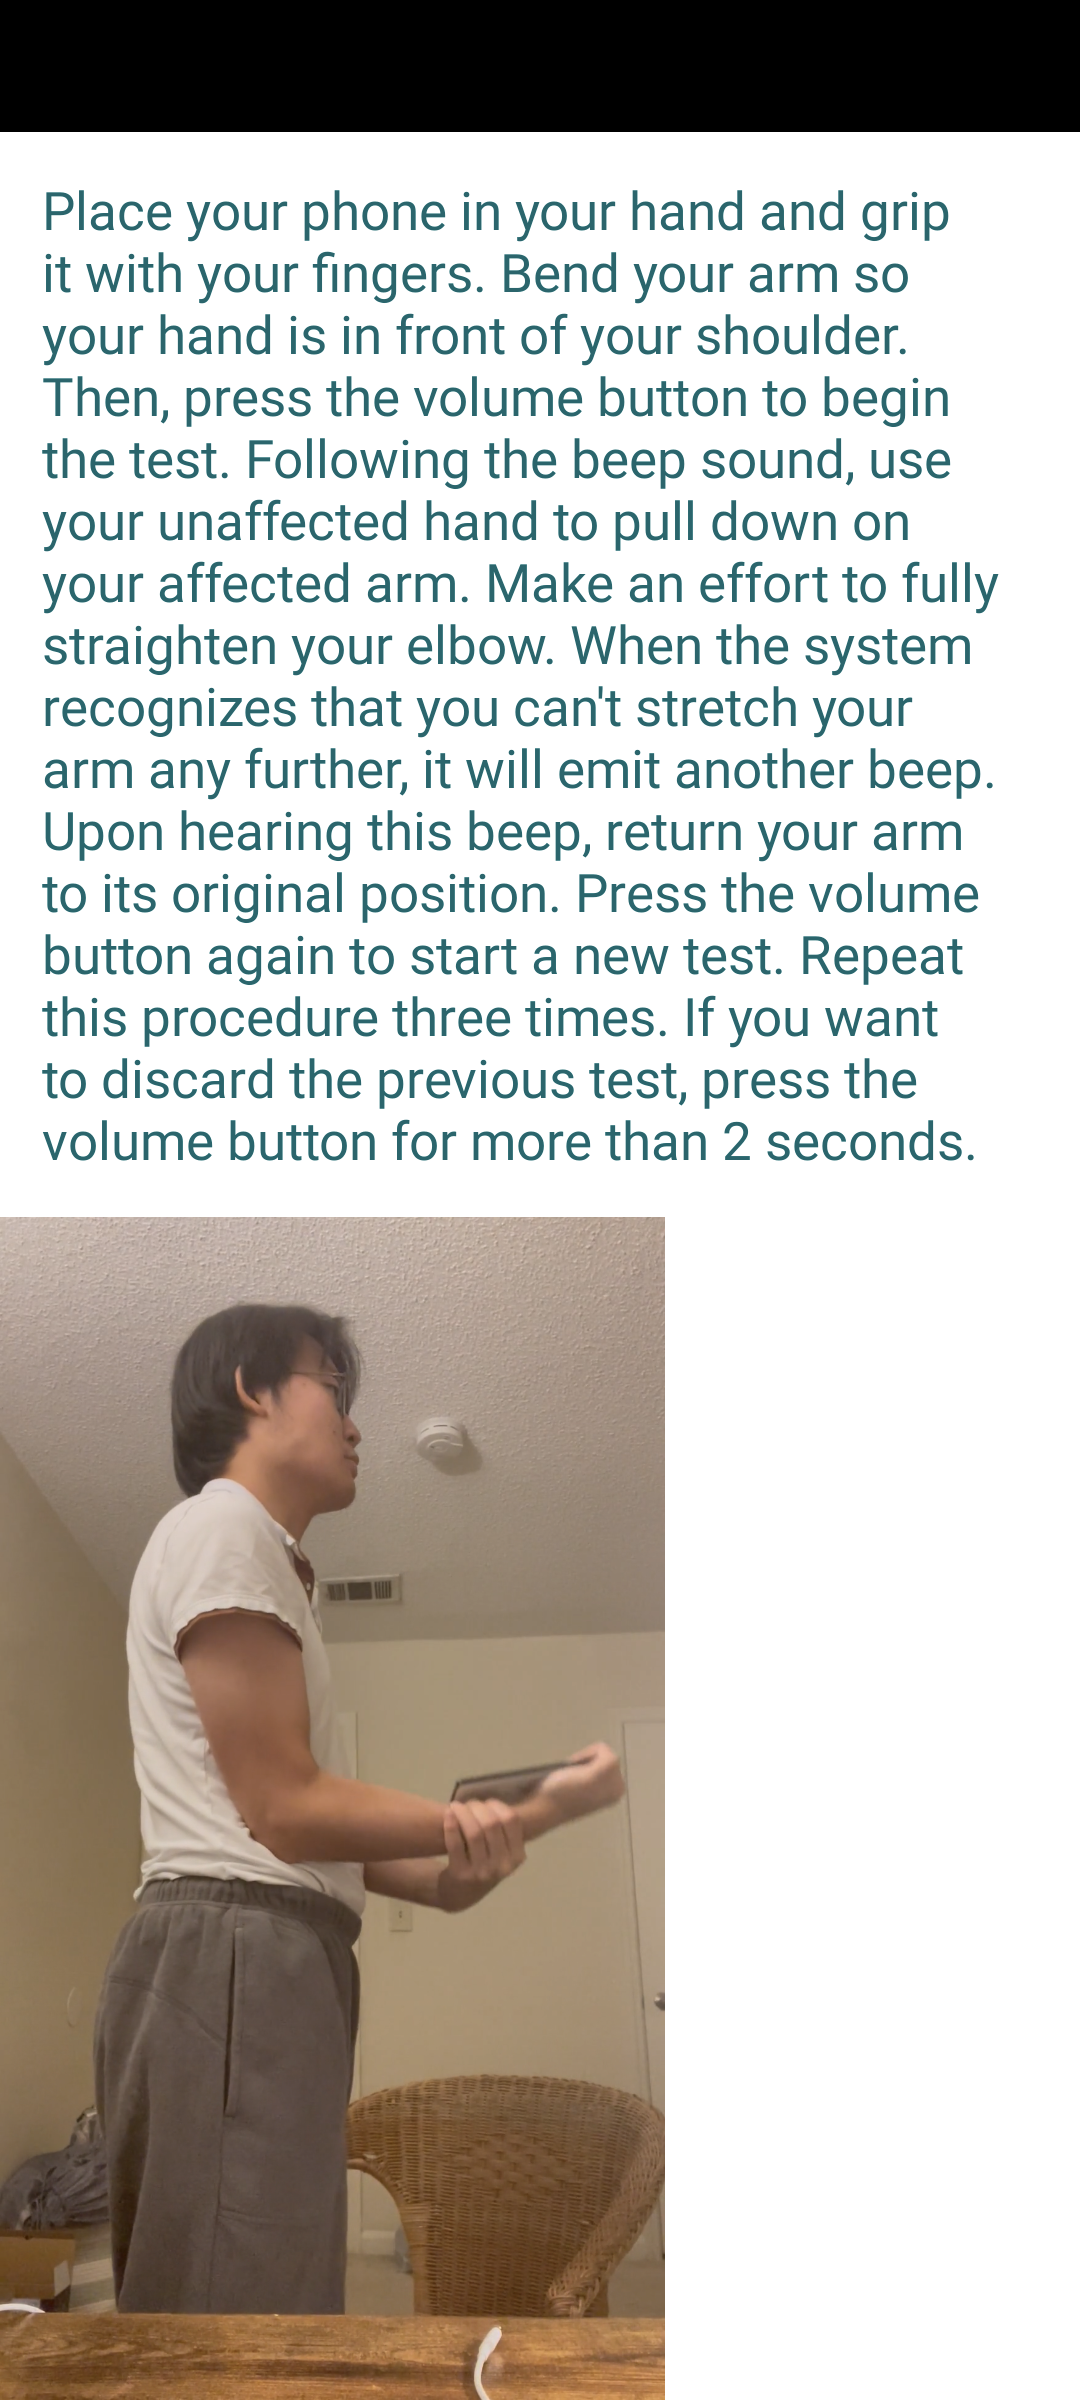 Place your phone in your hand and grip
it with your fingers. Bend your arm so
your hand is in front of your shoulder.
Then, press the volume button to begin
the test. Following the beep sound, use
your unaffected hand to pull down on
your affected arm. Make an effort to fully
straighten your elbow. When the system
recognizes that you can't stretch your
arm any further, it will emit another beep.
Upon hearing this beep, return your arm
to its original position. Press the volume
button again to start a new test. Repeat
this procedure three times. If you want
to discard the previous test, press the
volume button for more than 2 seconds.